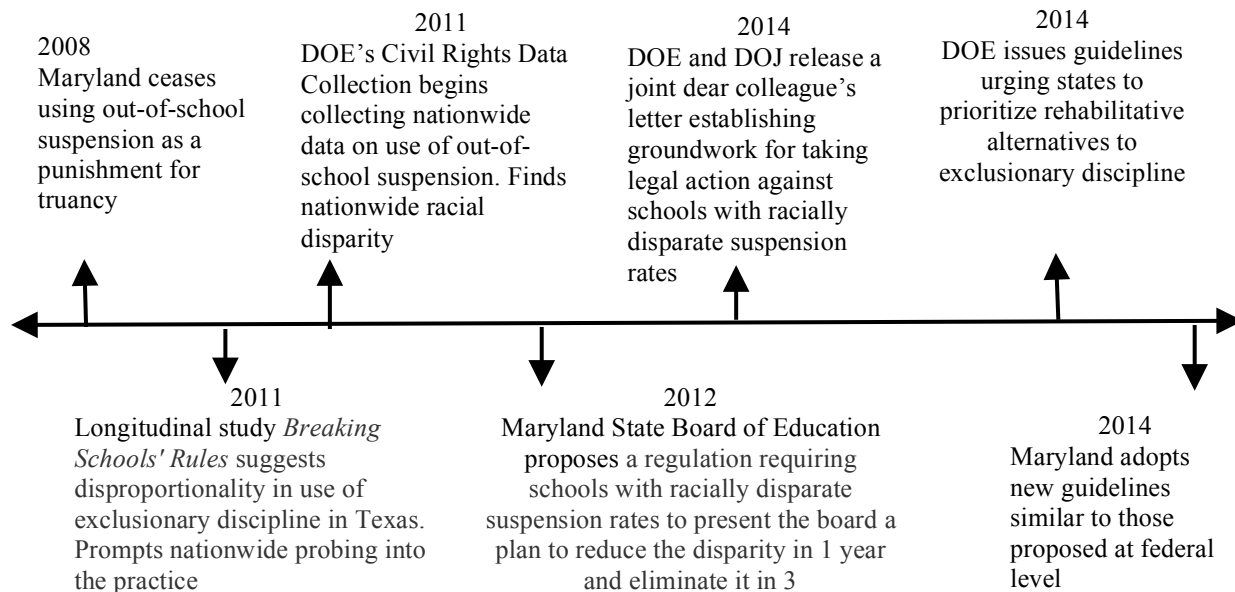 2008
Maryland ceases
using out-of-school
suspension as a
punishment for
truancy
2011
DOE’s Civil Rights Data
Collection begins
collecting nationwide
data on use of out-of-
school suspension. Finds
nationwide racial
disparity
2014
DOE and DOJ release a
joint dear colleague’s
letter establishing
groundwork for taking
legal action against
schools with racially
disparate suspension
rates
2014
DOE issues guidelines
urging states to
prioritize rehabilitative
alternatives to
exclusionary discipline
2011
Longitudinal study Breaking
Schools' Rules suggests
disproportionality in use of
exclusionary discipline in Texas.
Prompts nationwide probing into
the practice
2012
Maryland State Board of Education
proposes a regulation requiring
schools with racially disparate
suspension rates to present the board a
plan to reduce the disparity in 1 year
and eliminate it in 3
2014
Maryland adopts
new guidelines
similar to those
proposed at federal
level